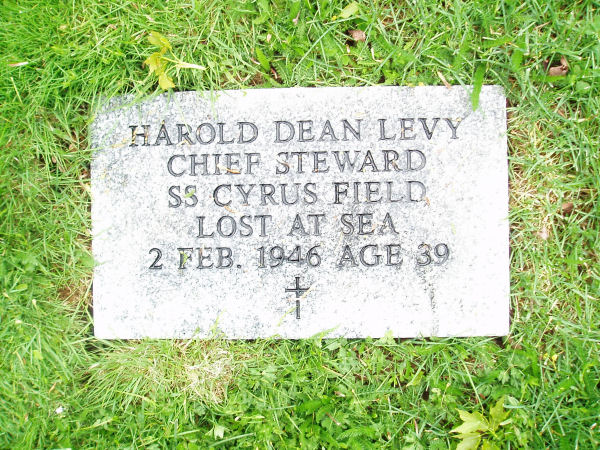 HAROLD DEAN LEVY
CHIEF STEWARD
SS CYRUS FIELD
LOST AT SEA
2 FEB. 1946 AGE 39